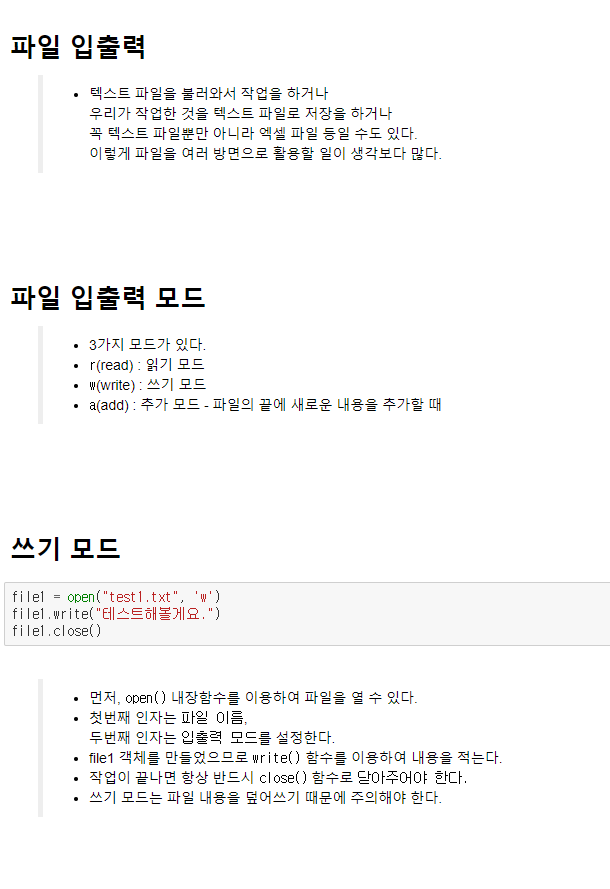 파일 입출력
텍스트 파일을 불러와서 작업을 하거나
우리가 작업한 것을 텍스트 파일로 저장을 하거나
꼭 텍스트 파일뿐만 아니라 엑셀 파일 등일 수도 있다.
이렇게 파일을 여러 방면으로 활용할 일이 생각보다 많다.
파일 입출력 모드
3가지 모드가 있다.
r(read) : 읽기 모드
w(write) : 쓰기 모드
a(add) : 추가 모드 - 파일의 끝에 새로운 내용을 추가할 때
쓰기 모드
file1 = open("test1.txt", 'w')
file1.write("테스트해볼게요.")
file1.close()
먼저, open() 내장함수를 이용하여 파일을 열 수 있다.
첫번째 인자는 파일 이름,
두번째 인자는 입출력 모드를 설정한다.
file1 객체를 만들었으므로 write() 함수를 이용하여 내용을 적는다.
작업이 끝나면 항상 반드시 close() 함수로 닫아주어야 한다.
쓰기 모드는 파일 내용을 덮어쓰기 때문에 주의해야 한다.